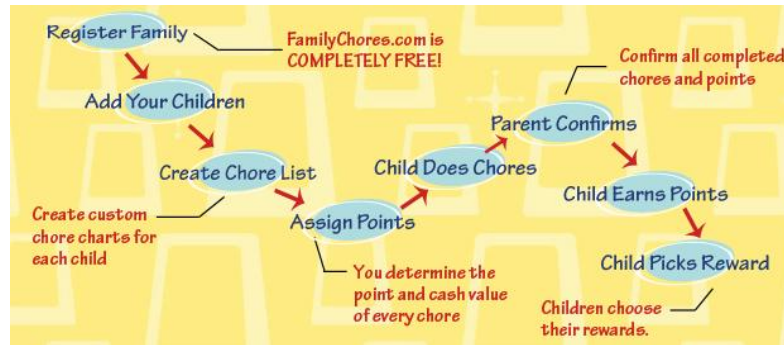 Register Family
FamilyChores.com is
COMPLETELY FREE!
Add Your Children
Create Chore List
Create custom
chore charts for
each child
Assign Points
You determine the
point and cash value
of every chore
Child Does Chores
Parent Confirms
Confirm all completed
chores and points
Child Earns Points
Child Picks Reward
Children choose
their rewards.